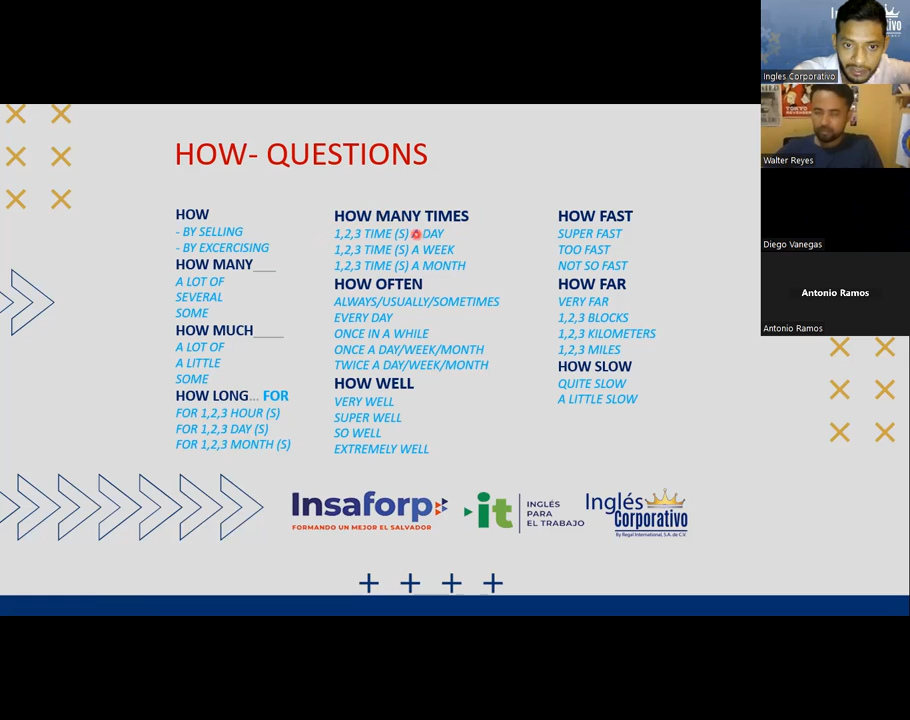 HOW- QUESTIONS
HOW
- BY SELLING
- BY EXCERCISING
HOW MANY___
A LOT OF
SEVERAL
SOME
HOW MUCH____
A LOT OF
A LITTLE
SOME
HOW LONG... FOR
FOR 1,2,3 HOUR (S)
FOR 1,2,3 DAY (S)
FOR 1,2,3 MONTH (S)
HOW MANY TIMES
1,2,3 TIME (S) DAY
1,2,3 TIME (S) A WEEK
1,2,3 TIME (S) A MONTH
HOW OFTEN
ALWAYS/USUALLY/SOMETIMES
EVERY DAY
ONCE IN A WHILE
ONCE A DAY/WEEK/MONTH
TWICE A DAY/WEEK/MONTH
HOW WELL
VERY WELL
SUPER WELL
SO WELL
EXTREMELY WELL
HOW FAST
SUPER FAST
TOO FAST
NOT SO FAST
HOW FAR
VERY FAR
1,2,3 BLOCKS
1,2,3 KILOMETERS
1,2,3 MILES
HOW SLOW
QUITE SLOW
A LITTLE SLOW
Insaforp
FORMANDO UN MEJOR EL SALVADOR
it
INGLÉS
PARA
EL TRABAJO
Inglés
Corporativo
By Regal International, S.A. de C.V.
Ingles Corporativo
TOKYO
Walter Reyes
Diego Vanegas
Antonio Ramos
Antonio Ramos